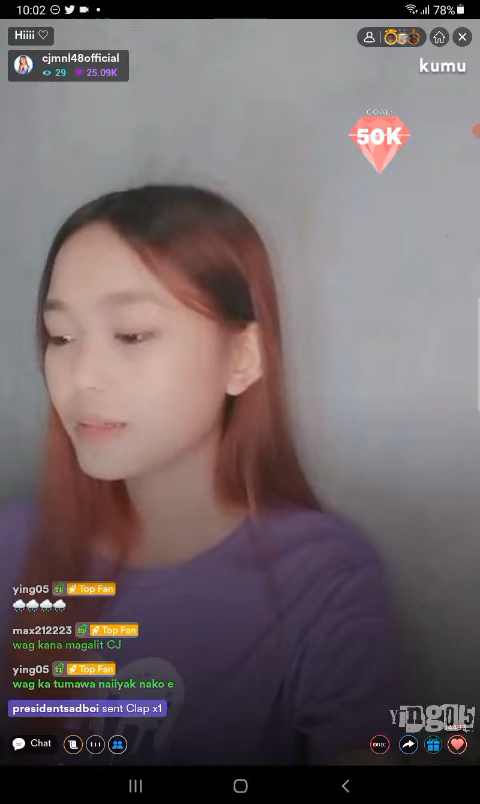 10:02
78%
Hiiii ♡
cjmnl48official
29 25.09K
kumu
GOAL:
50K
ying05 Top Fan
🌧🌧🌧🌧
max212223 Top Fan
wag kana magalit CJ
ying05 Top Fan
wag ka tumawa naiiyak nako e
presidentsadboi sent Clap x1
Ying05
Chat